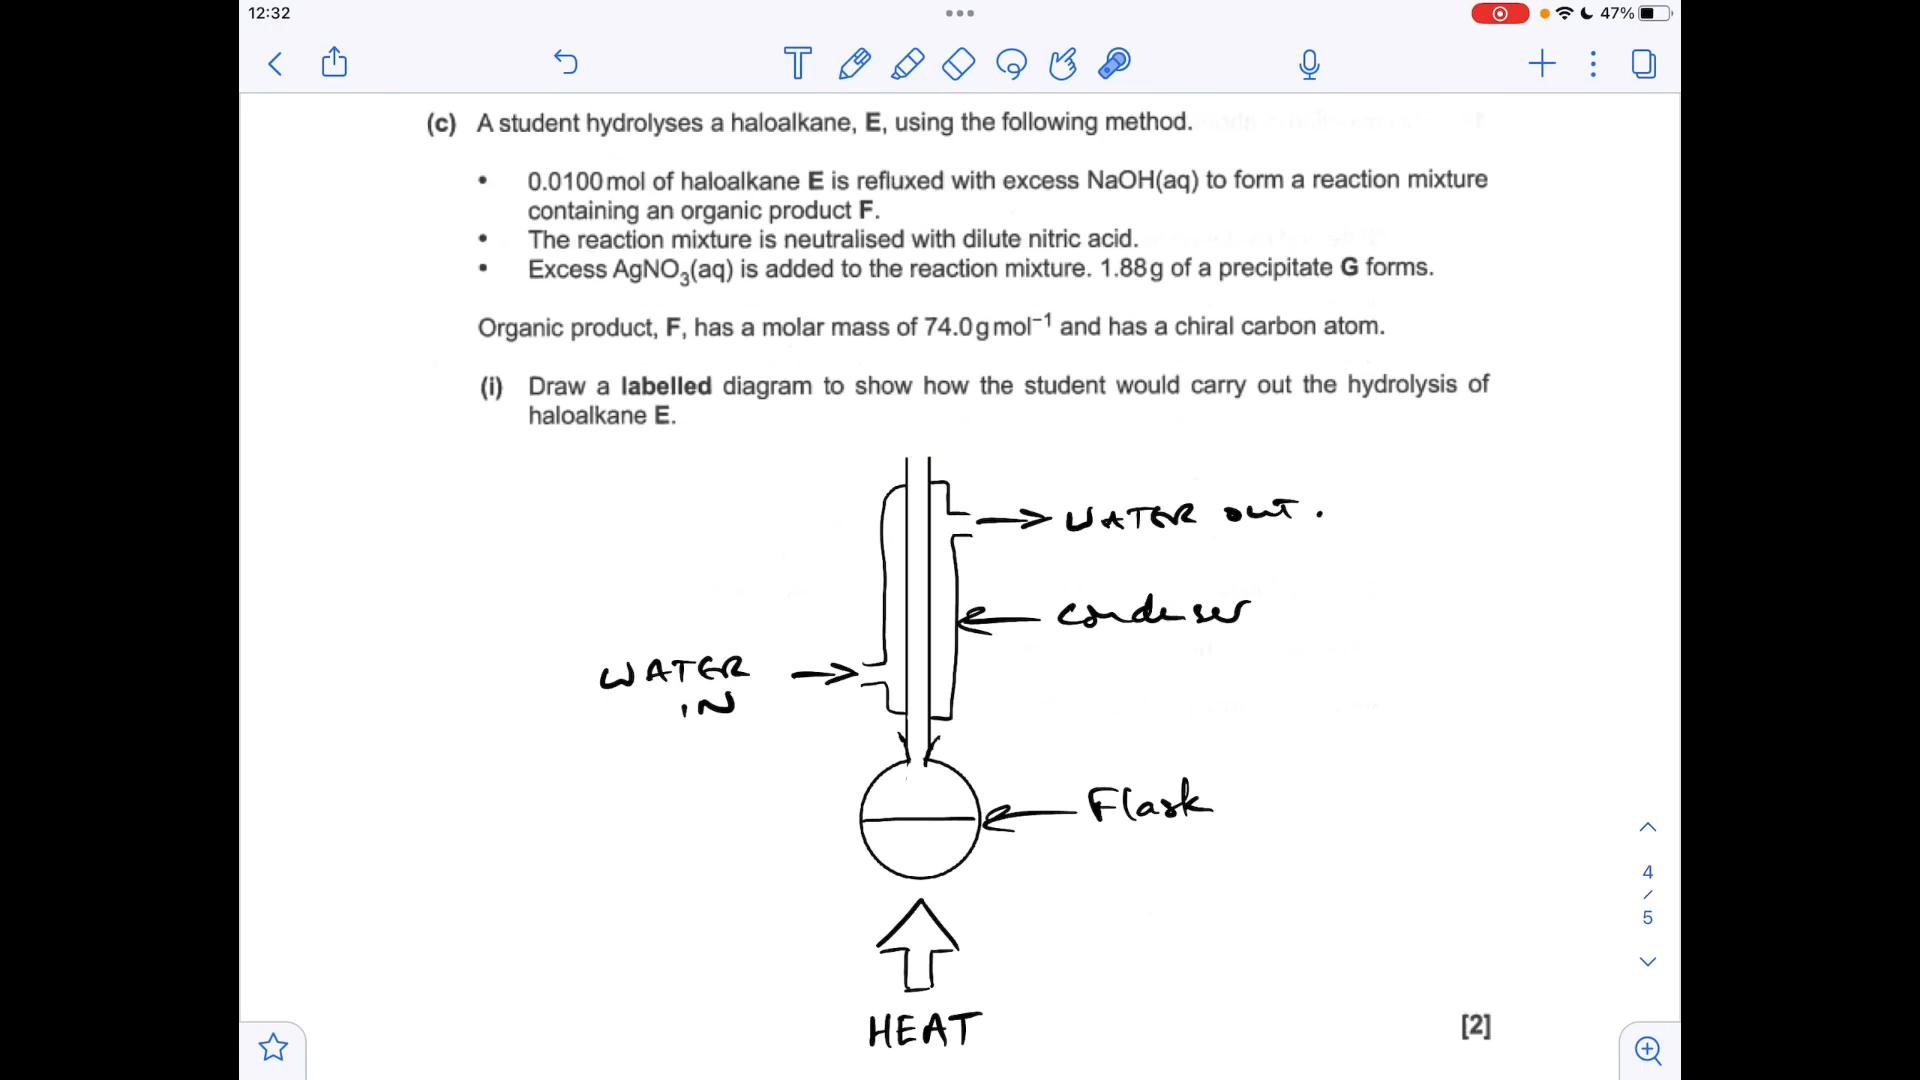 12:32
47%
(c) A student hydrolyses a haloalkane, E, using the following method.
• 0.0100 mol of haloalkane E is refluxed with excess NaOH(aq) to form a reaction mixture
containing an organic product F.
• The reaction mixture is neutralised with dilute nitric acid.
• Excess AgNO₃(aq) is added to the reaction mixture. 1.88 g of a precipitate G forms.
Organic product, F, has a molar mass of 74.0 g mol⁻¹ and has a chiral carbon atom.
(i) Draw a labelled diagram to show how the student would carry out the hydrolysis of
haloalkane E.
WATER out.
condenser
WATER
IN
Flask
HEAT
[2]
4
/
5